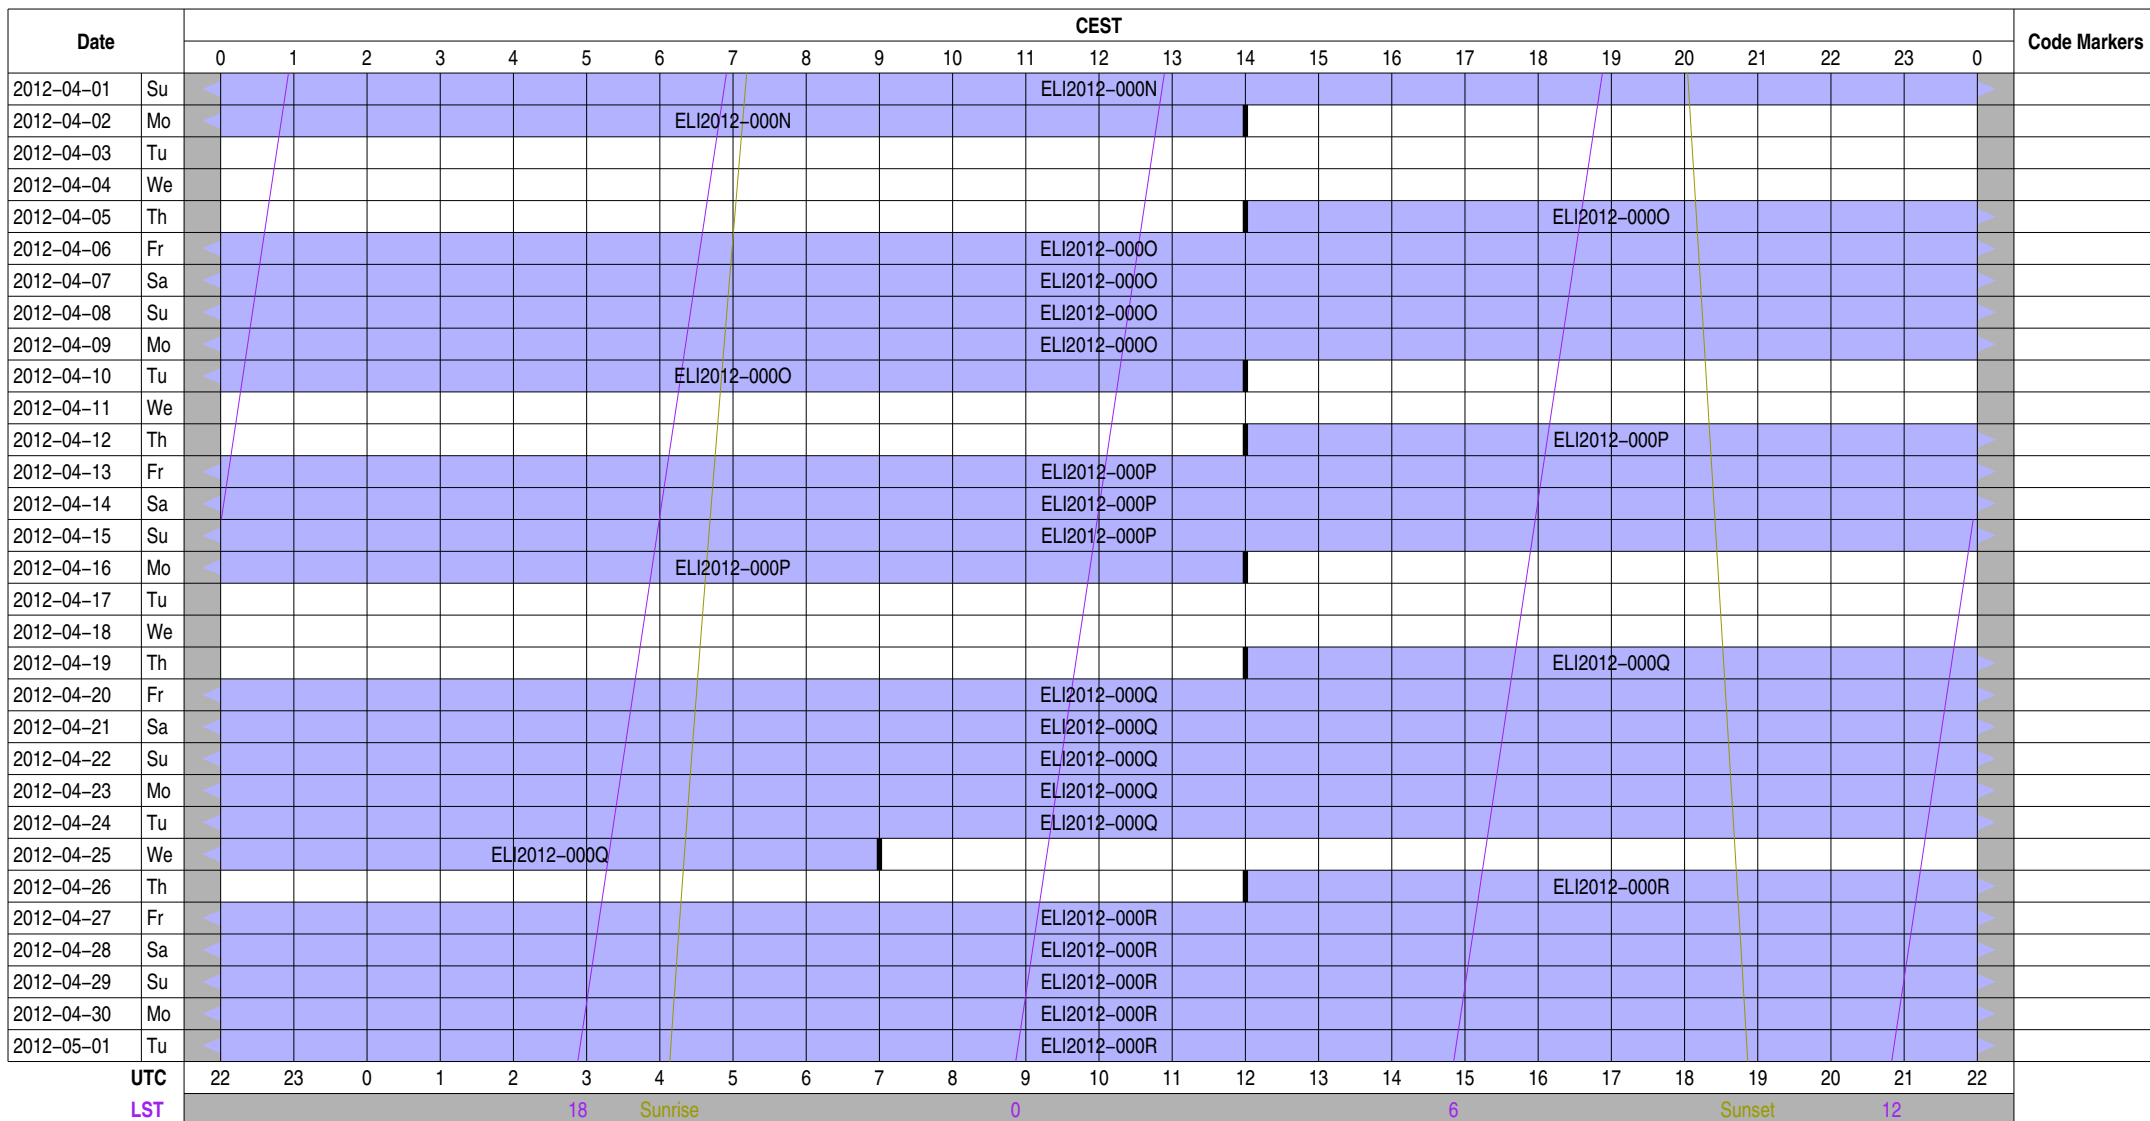 Date CEST Code Markers
0 1 2 3 4 5 6 7 8 9 10 11 12 13 14 15 16 17 18 19 20 21 22 23 0
2012−04−01 Su ELI2012−000N
2012−04−02 Mo ELI2012−000N
2012−04−03 Tu
2012−04−04 We
2012−04−05 Th ELI2012−000O
2012−04−06 Fr ELI2012−000O
2012−04−07 Sa ELI2012−000O
2012−04−08 Su ELI2012−000O
2012−04−09 Mo ELI2012−000O
2012−04−10 Tu ELI2012−000O
2012−04−11 We
2012−04−12 Th ELI2012−000P
2012−04−13 Fr ELI2012−000P
2012−04−14 Sa ELI2012−000P
2012−04−15 Su ELI2012−000P
2012−04−16 Mo ELI2012−000P
2012−04−17 Tu
2012−04−18 We
2012−04−19 Th ELI2012−000Q
2012−04−20 Fr ELI2012−000Q
2012−04−21 Sa ELI2012−000Q
2012−04−22 Su ELI2012−000Q
2012−04−23 Mo ELI2012−000Q
2012−04−24 Tu ELI2012−000Q
2012−04−25 We ELI2012−000Q
2012−04−26 Th ELI2012−000R
2012−04−27 Fr ELI2012−000R
2012−04−28 Sa ELI2012−000R
2012−04−29 Su ELI2012−000R
2012−04−30 Mo ELI2012−000R
2012−05−01 Tu ELI2012−000R
UTC 22 23 0 1 2 3 4 5 6 7 8 9 10 11 12 13 14 15 16 17 18 19 20 21 22
LST 18 Sunrise 0 6 Sunset 12